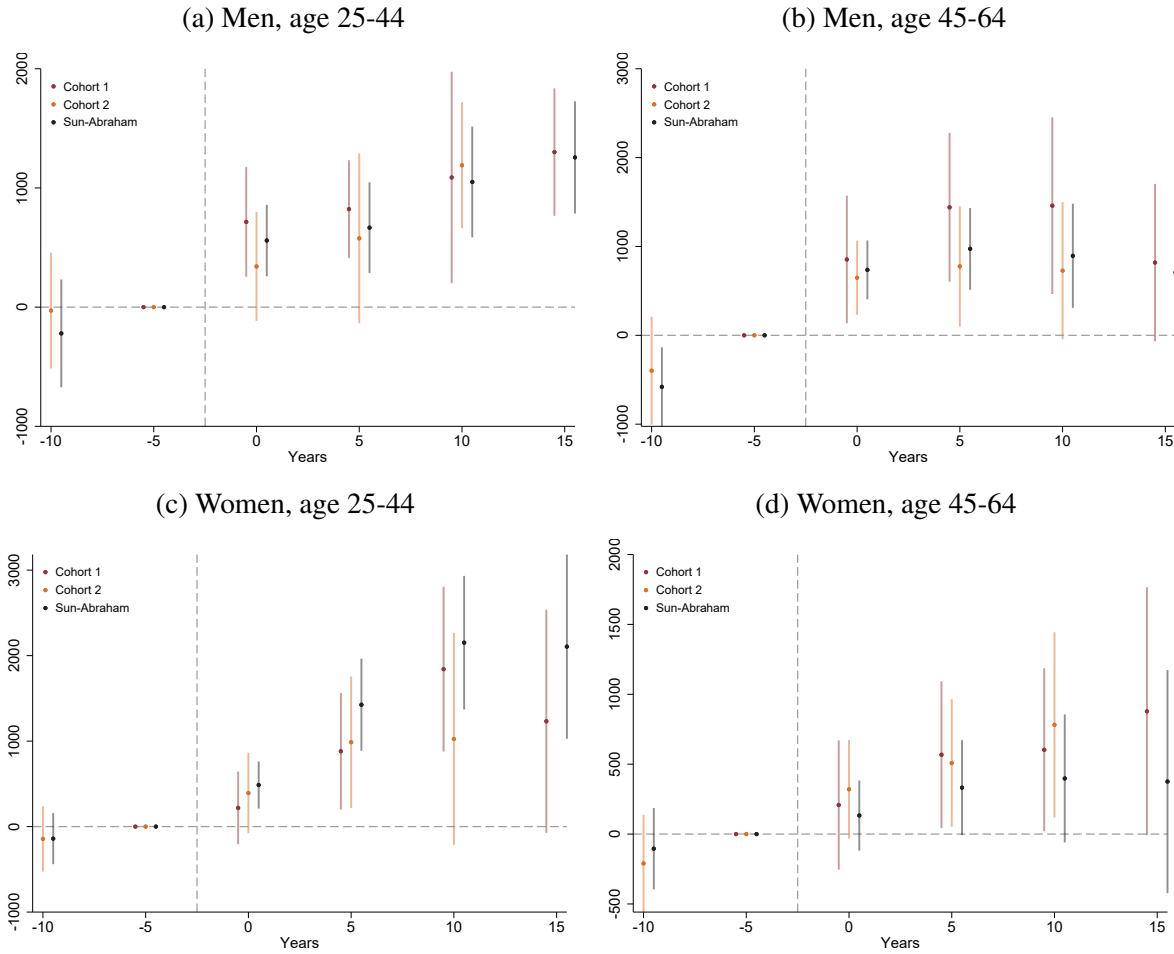 (a) Men, age 25-44
2000
1000
0
-1000
Cohort 1
Cohort 2
Sun-Abraham
-10 -5 0 5 10 15
Years
(b) Men, age 45-64
3000
2000
1000
0
-1000
Cohort 1
Cohort 2
Sun-Abraham
-10 -5 0 5 10 15
Years
(c) Women, age 25-44
3000
2000
1000
0
-1000
Cohort 1
Cohort 2
Sun-Abraham
-10 -5 0 5 10 15
Years
(d) Women, age 45-64
2000
1500
1000
500
0
-500
Cohort 1
Cohort 2
Sun-Abraham
-10 -5 0 5 10 15
Years